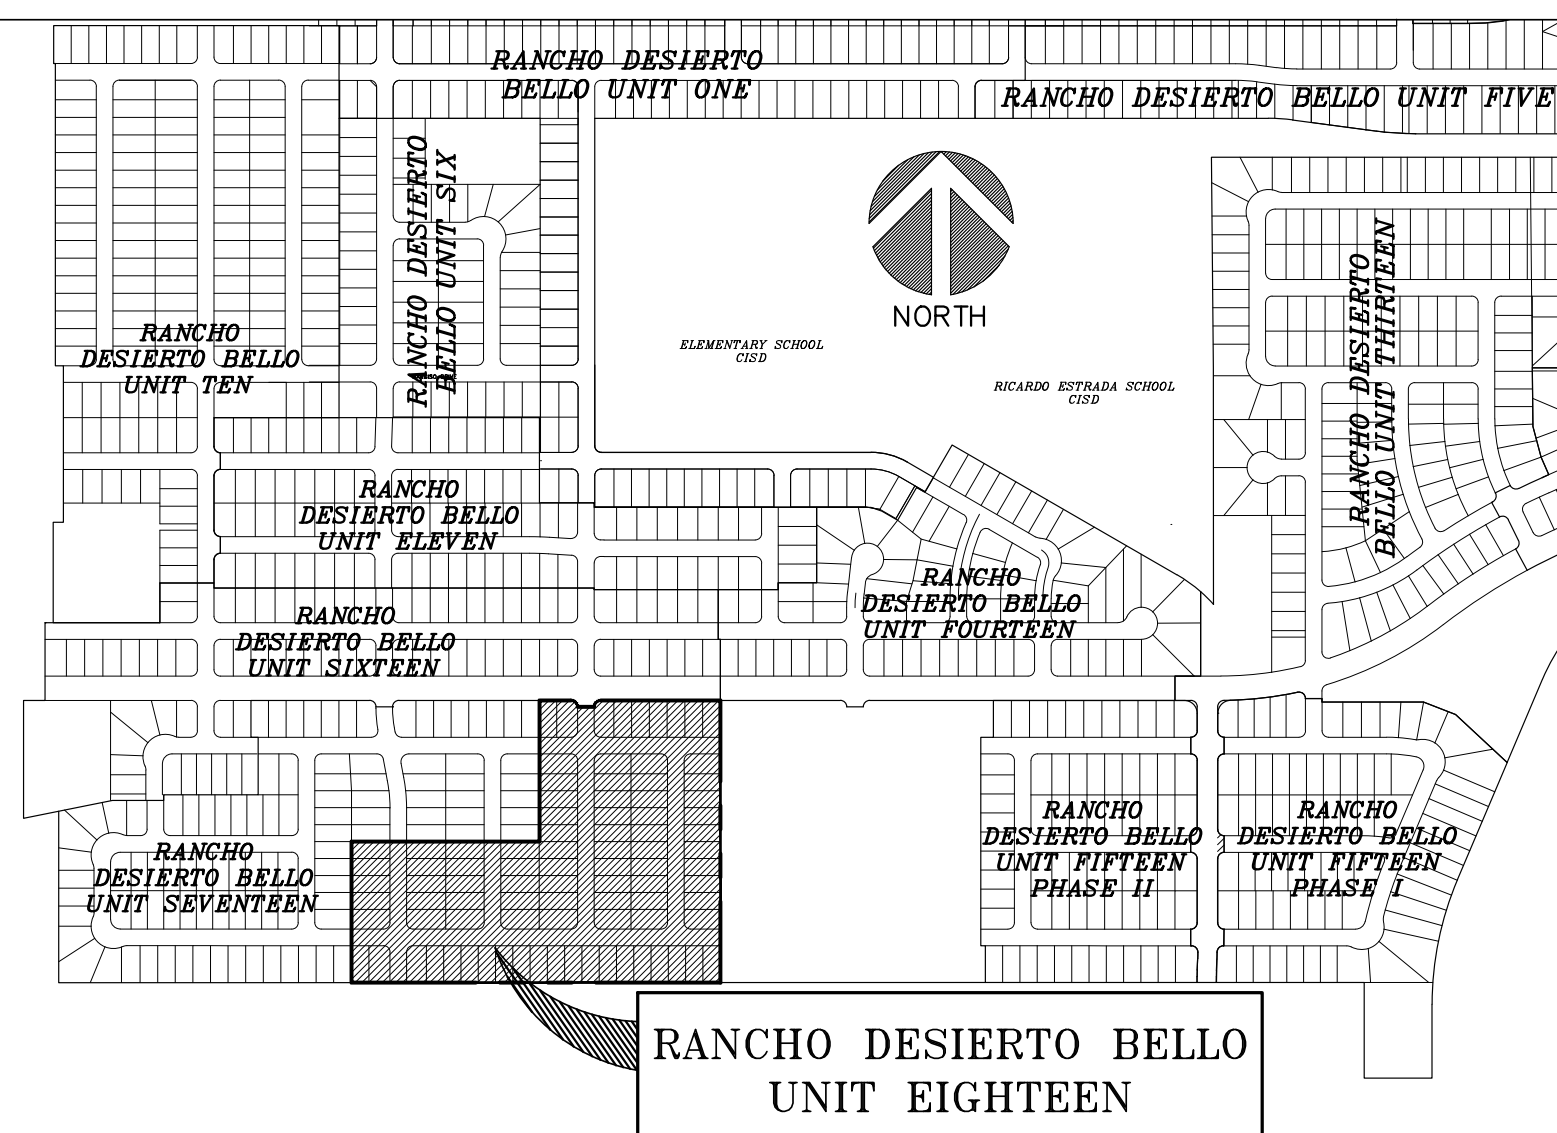 RANCHO DESIERTO
BELLO UNIT ONE
RANCHO DESIERTO BELLO UNIT FIVE
RANCHO DESIERTO
BELLO UNIT SIX
NORTH
RANCHO DESIERTO
BELLO UNIT THIRTEEN
RANCHO
DESIERTO BELLO
UNIT TEN
ELEMENTARY SCHOOL
CISD
RICARDO ESTRADA SCHOOL
CISD
RANCHO
DESIERTO BELLO
UNIT ELEVEN
RANCHO
DESIERTO BELLO
UNIT FOURTEEN
RANCHO
DESIERTO BELLO
UNIT SIXTEEN
RANCHO
DESIERTO BELLO
UNIT SEVENTEEN
RANCHO
DESIERTO BELLO
UNIT FIFTEEN
PHASE II
RANCHO
DESIERTO BELLO
UNIT FIFTEEN
PHASE I
RANCHO DESIERTO BELLO
UNIT EIGHTEEN